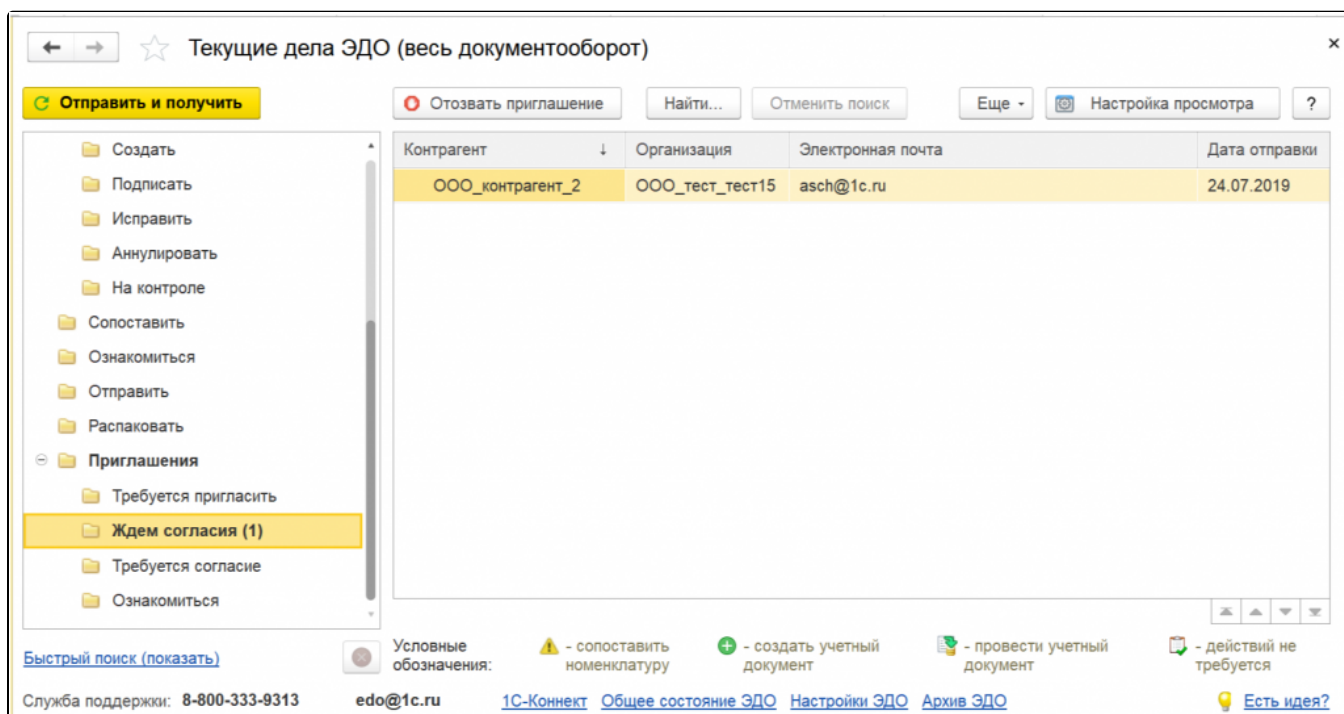 Текущие дела ЭДО (весь документооборот)
Отправить и получить
Отозвать приглашение Найти... Отменить поиск Еще Настройка просмотра ?
Создать
Подписать
Исправить
Аннулировать
На контроле
Сопоставить
Ознакомиться
Отправить
Распаковать
Приглашения
Требуется пригласить
Ждем согласия (1)
Требуется согласие
Ознакомиться
Контрагент ↓ Организация Электронная почта Дата отправки
ООО_контрагент_2 ООО_тест_тест15 asch@1c.ru 24.07.2019
Быстрый поиск (показать)
Условные
обозначения:
- сопоставить
номенклатуру
- создать учетный
документ
- провести учетный
документ
- действий не
требуется
Служба поддержки: 8-800-333-9313 edo@1c.ru 1С-Коннект Общее состояние ЭДО Настройки ЭДО Архив ЭДО Есть идея?